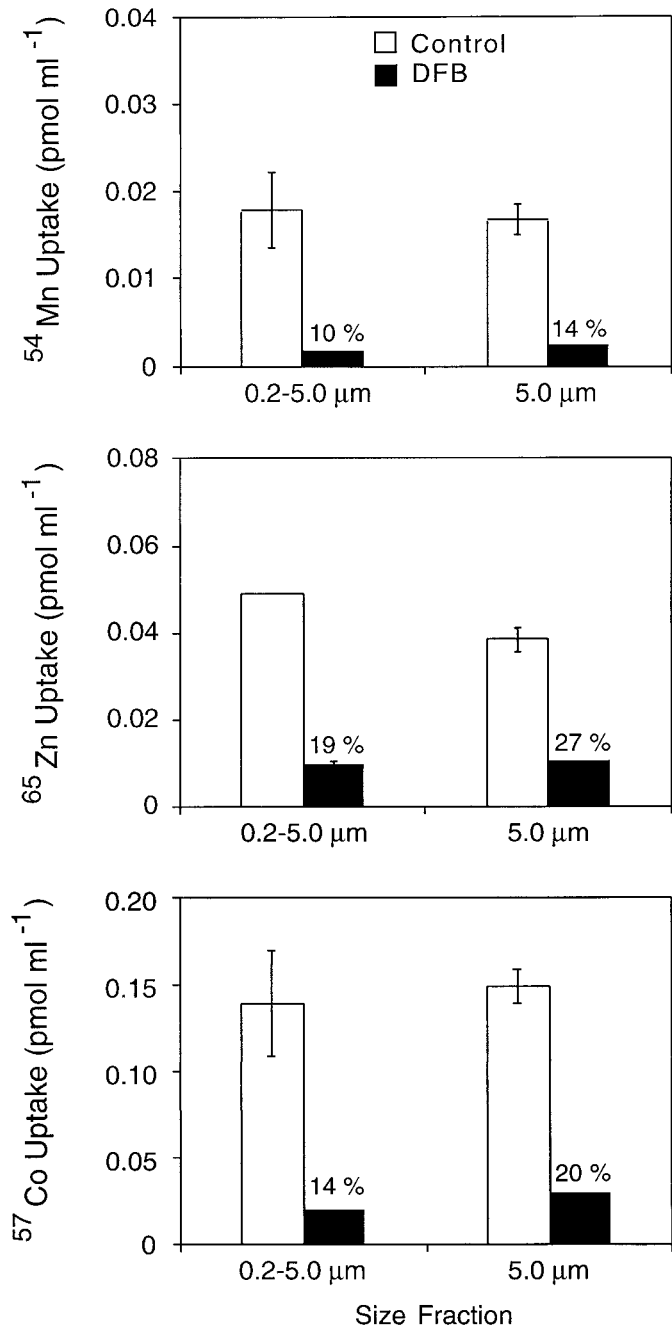 0.04
Control
DFB
0.03
0.02
0.01
0
10 %
14 %
0.2-5.0 μm
5.0 μm
54 Mn Uptake (pmol ml -1)
0.08
0.06
0.04
0.02
0
19 %
27 %
0.2-5.0 μm
5.0 μm
65 Zn Uptake (pmol ml -1)
0.20
0.15
0.10
0.05
0
14 %
20 %
0.2-5.0 μm
5.0 μm
57 Co Uptake (pmol ml -1)
Size Fraction